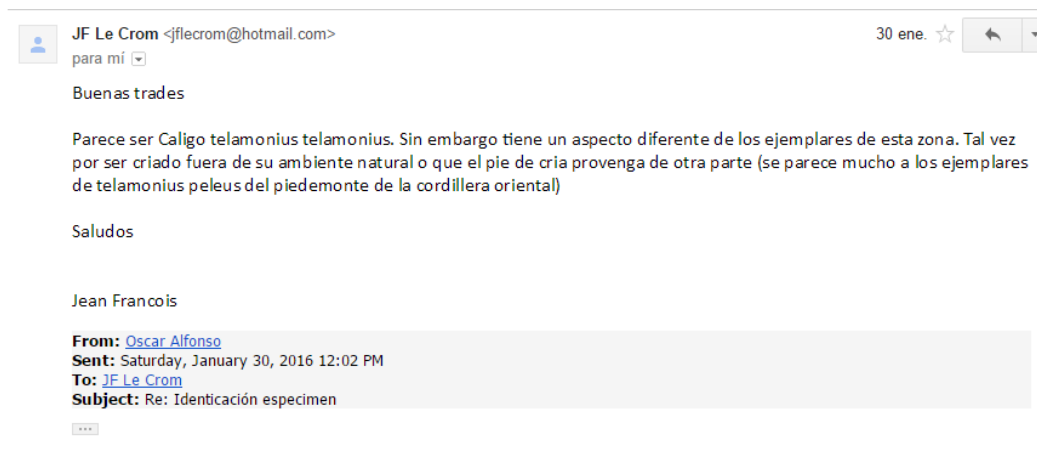 JF Le Crom <jflecrom@hotmail.com>
30 ene.
para mí
Buenas trades
Parece ser Caligo telamonius telamonius. Sin embargo tiene un aspecto diferente de los ejemplares de esta zona. Tal vez
por ser criado fuera de su ambiente natural o que el pie de cria provenga de otra parte (se parece mucho a los ejemplares
de telamonius peleus del piedemonte de la cordillera oriental)
Saludos
Jean Francois
From: Oscar Alfonso
Sent: Saturday, January 30, 2016 12:02 PM
To: JF Le Crom
Subject: Re: Identicación especimen